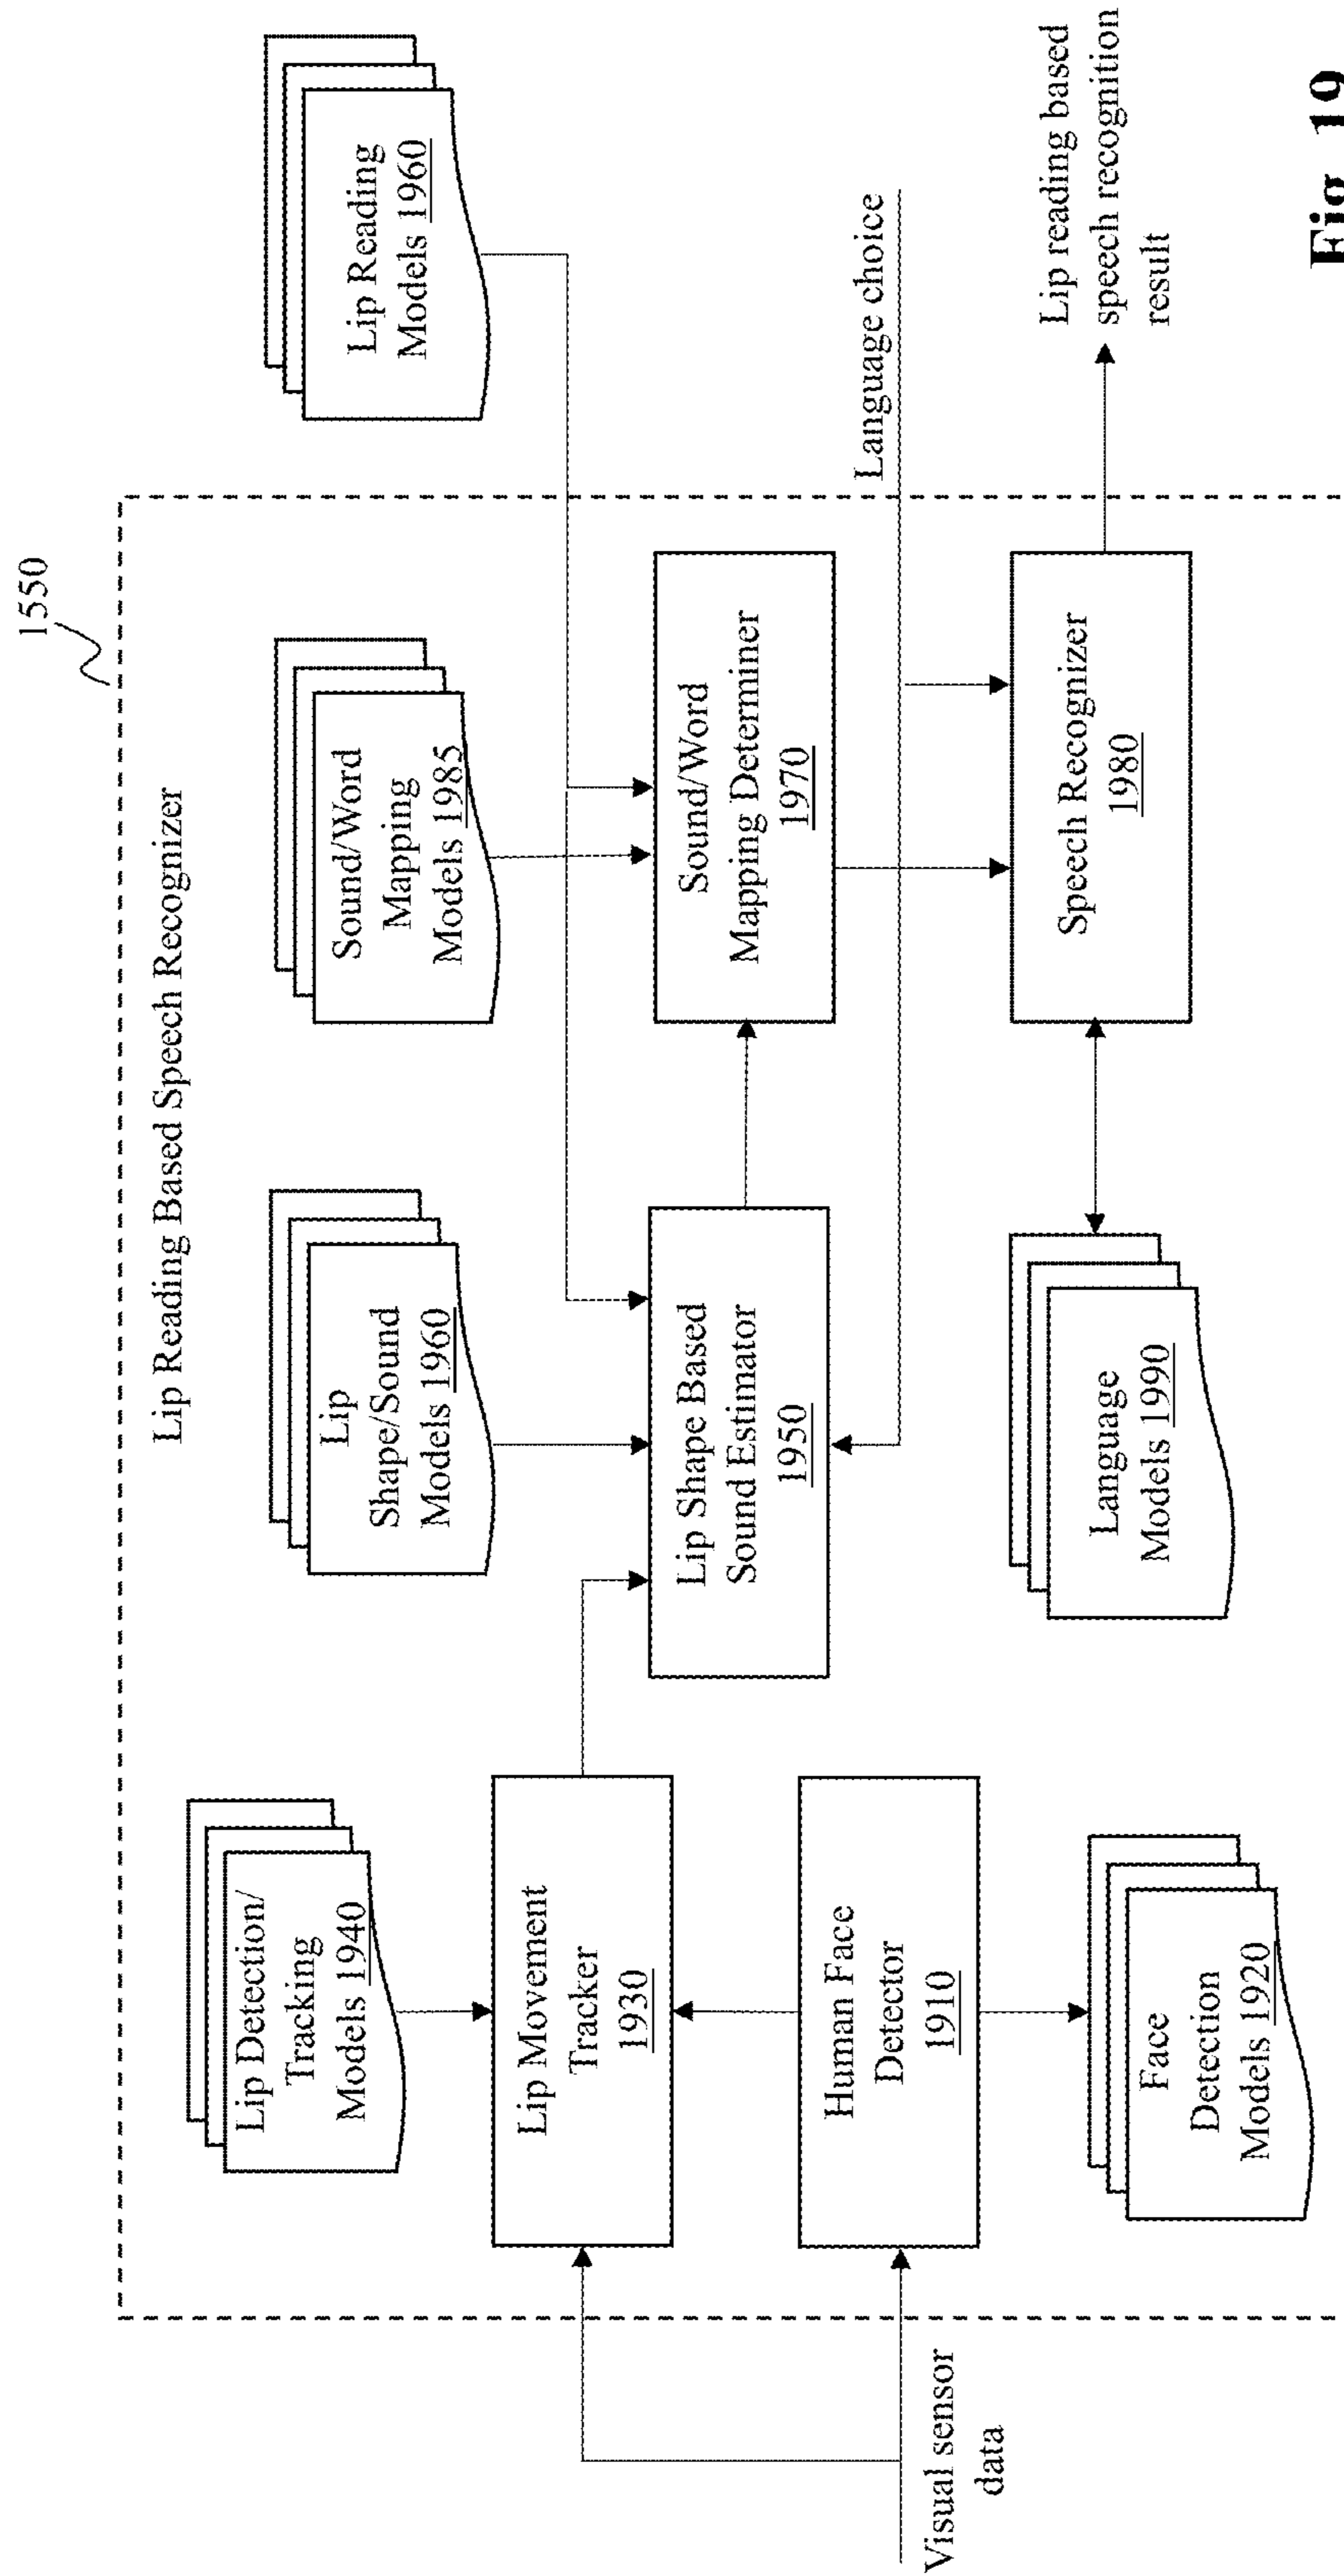 1550
Lip Reading Based Speech Recognizer
Lip Detection/
Tracking
Models 1940
Lip
Shape/Sound
Models 1960
Sound/Word
Mapping
Models 1985
Lip Reading
Models 1960
Lip Movement
Tracker
1930
Lip Shape Based
Sound Estimator
1950
Sound/Word
Mapping Determiner
1970
Human Face
Detector
1910
Language choice
Visual sensor
data
Face
Detection
Models 1920
Language
Models 1990
Speech Recognizer
1980
Lip reading based
speech recognition
result
Fig. 19